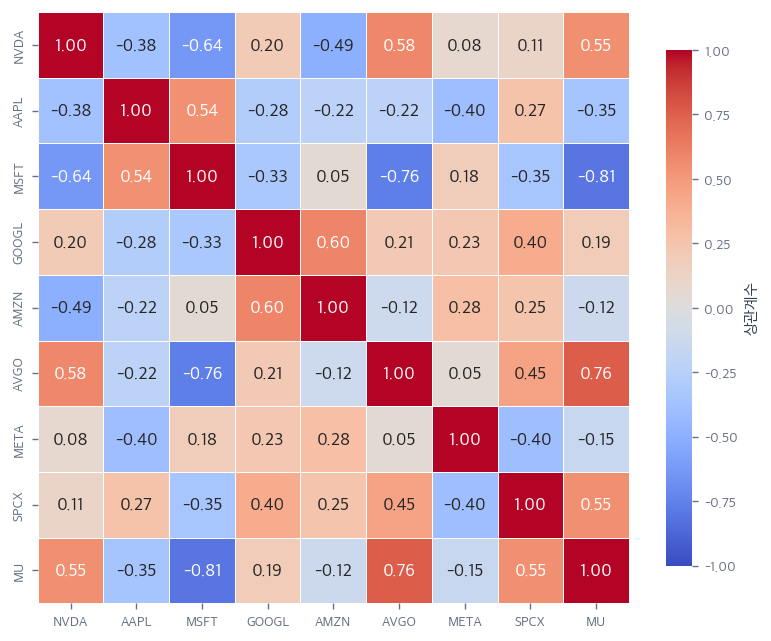 NVDA 1.00 -0.38 -0.64 0.20 -0.49 0.58 0.08 0.11 0.55
AAPL -0.38 1.00 0.54 -0.28 -0.22 -0.22 -0.40 0.27 -0.35
MSFT -0.64 0.54 1.00 -0.33 0.05 -0.76 0.18 -0.35 -0.81
GOOGL 0.20 -0.28 -0.33 1.00 0.60 0.21 0.23 0.40 0.19
AMZN -0.49 -0.22 0.05 0.60 1.00 -0.12 0.28 0.25 -0.12
AVGO 0.58 -0.22 -0.76 0.21 -0.12 1.00 0.05 0.45 0.76
META 0.08 -0.40 0.18 0.23 0.28 0.05 1.00 -0.40 -0.15
SPCX 0.11 0.27 -0.35 0.40 0.25 0.45 -0.40 1.00 0.55
MU 0.55 -0.35 -0.81 0.19 -0.12 0.76 -0.15 0.55 1.00
NVDA AAPL MSFT GOOGL AMZN AVGO META SPCX MU
1.00
0.75
0.50
0.25
0.00
-0.25
-0.50
-0.75
-1.00
상관계수